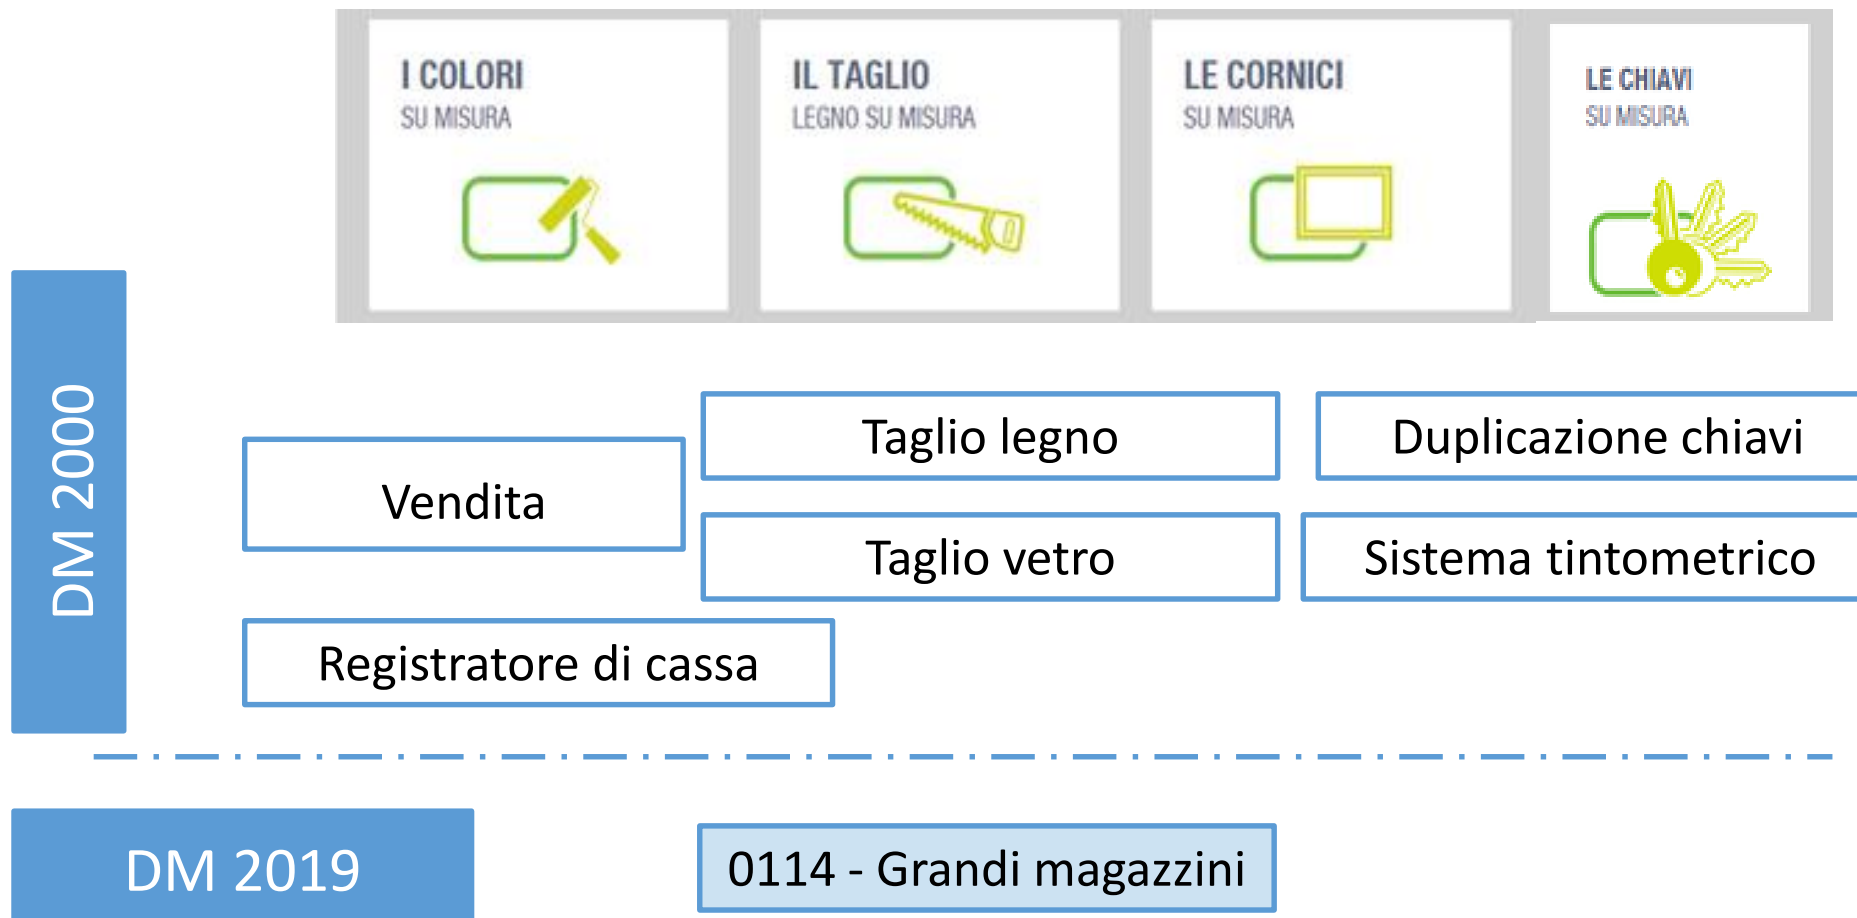 I COLORI
SU MISURA
IL TAGLIO
LEGNO SU MISURA
LE CORNICI
SU MISURA
LE CHIAVI
SU MISURA
DM 2000
Vendita
Taglio legno
Duplicazione chiavi
Taglio vetro
Sistema tintometrico
Registratore di cassa
DM 2019
0114 - Grandi magazzini